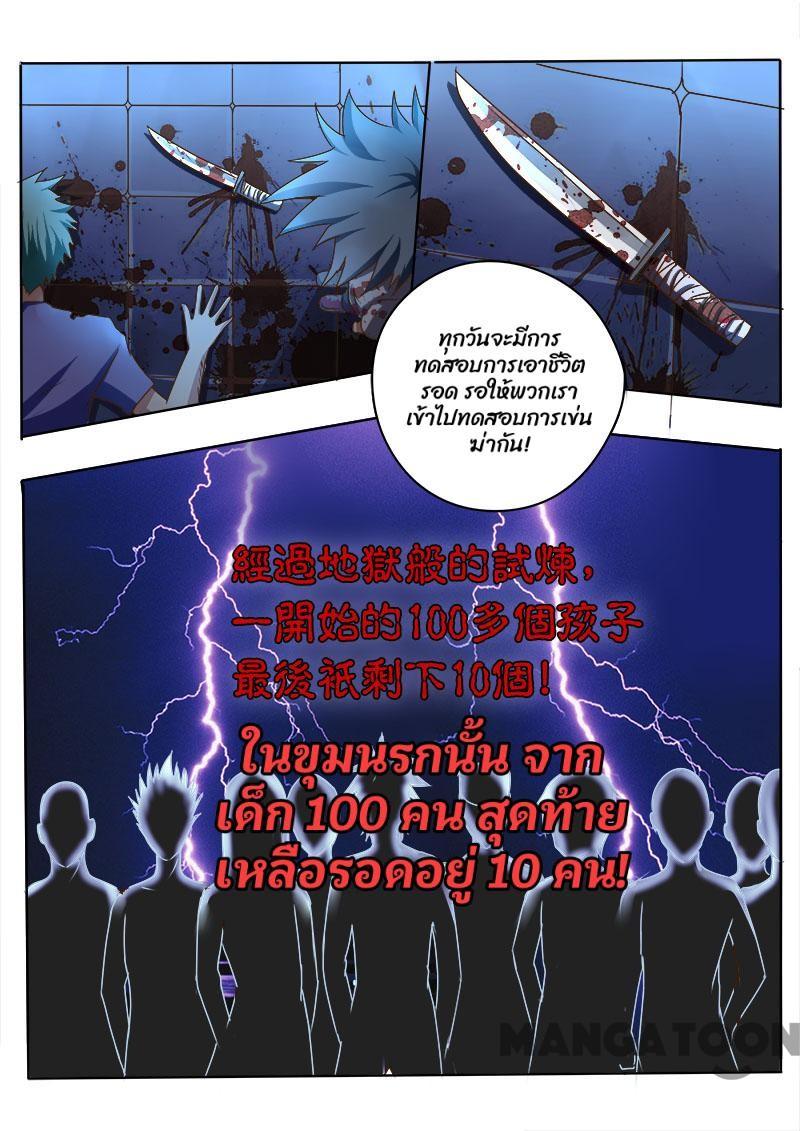 ทุกวันจะมีการ
ทดสอบการเอาชีวิต
รอด รอให้พวกเรา
เข้าไปทดสอบการเข่น
ฆ่ากัน!
經過地獄般的試煉，
一開始的100多個孩子
最後衹剩下10個！
ในขุมนรกนั้น จาก
เด็ก 100 คน สุดท้าย
เหลือรอดอยู่ 10 คน!
MANGATOON